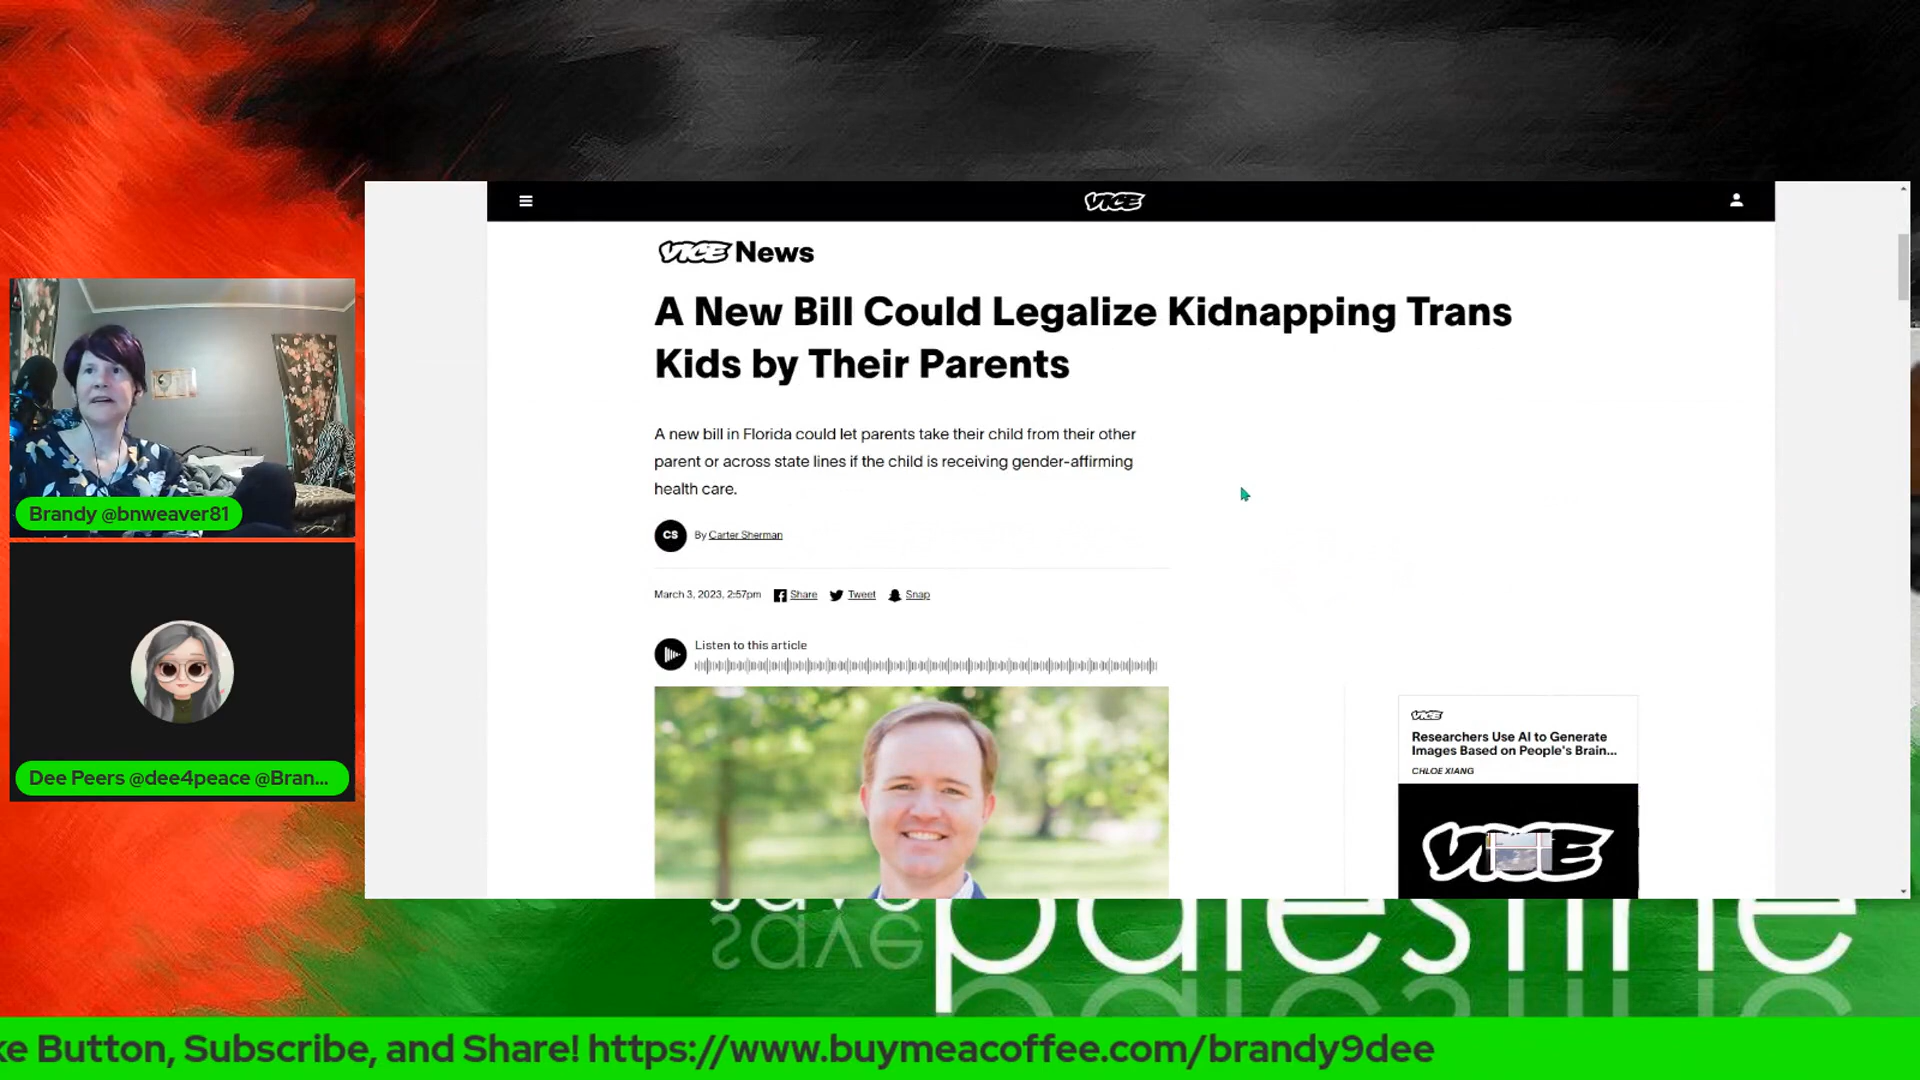 VICE
VICE News
A New Bill Could Legalize Kidnapping Trans
Kids by Their Parents
A new bill in Florida could let parents take their child from their other
parent or across state lines if the child is receiving gender-affirming
health care.
CS
By Carter Sherman
March 3, 2023, 2:57pm Share Tweet Snap
Listen to this article
VICE
Researchers Use AI to Generate
Images Based on People's Brain...
CHLOE XIANG
VICE
Brandy @bnweaver81
Dee Peers @dee4peace @Bran...
save palestine
save
ke Button, Subscribe, and Share! https://www.buymeacoffee.com/brandy9dee